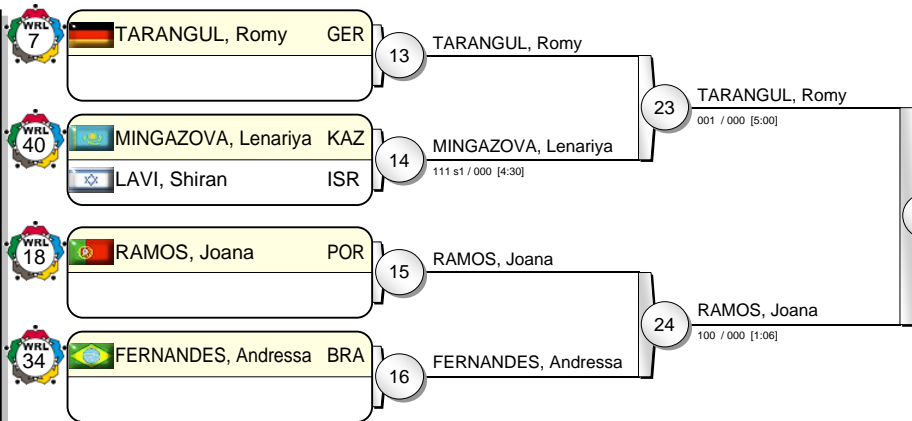 WRL
7
TARANGUL, Romy GER
13
TARANGUL, Romy
WRL
40
MINGAZOVA, Lenariya KAZ
LAVI, Shiran ISR
14
MINGAZOVA, Lenariya
111 s1 / 000 [4:30]
23
TARANGUL, Romy
001 / 000 [5:00]
WRL
18
RAMOS, Joana POR
15
RAMOS, Joana
WRL
34
FERNANDES, Andressa BRA
16
FERNANDES, Andressa
24
RAMOS, Joana
100 / 000 [1:06]